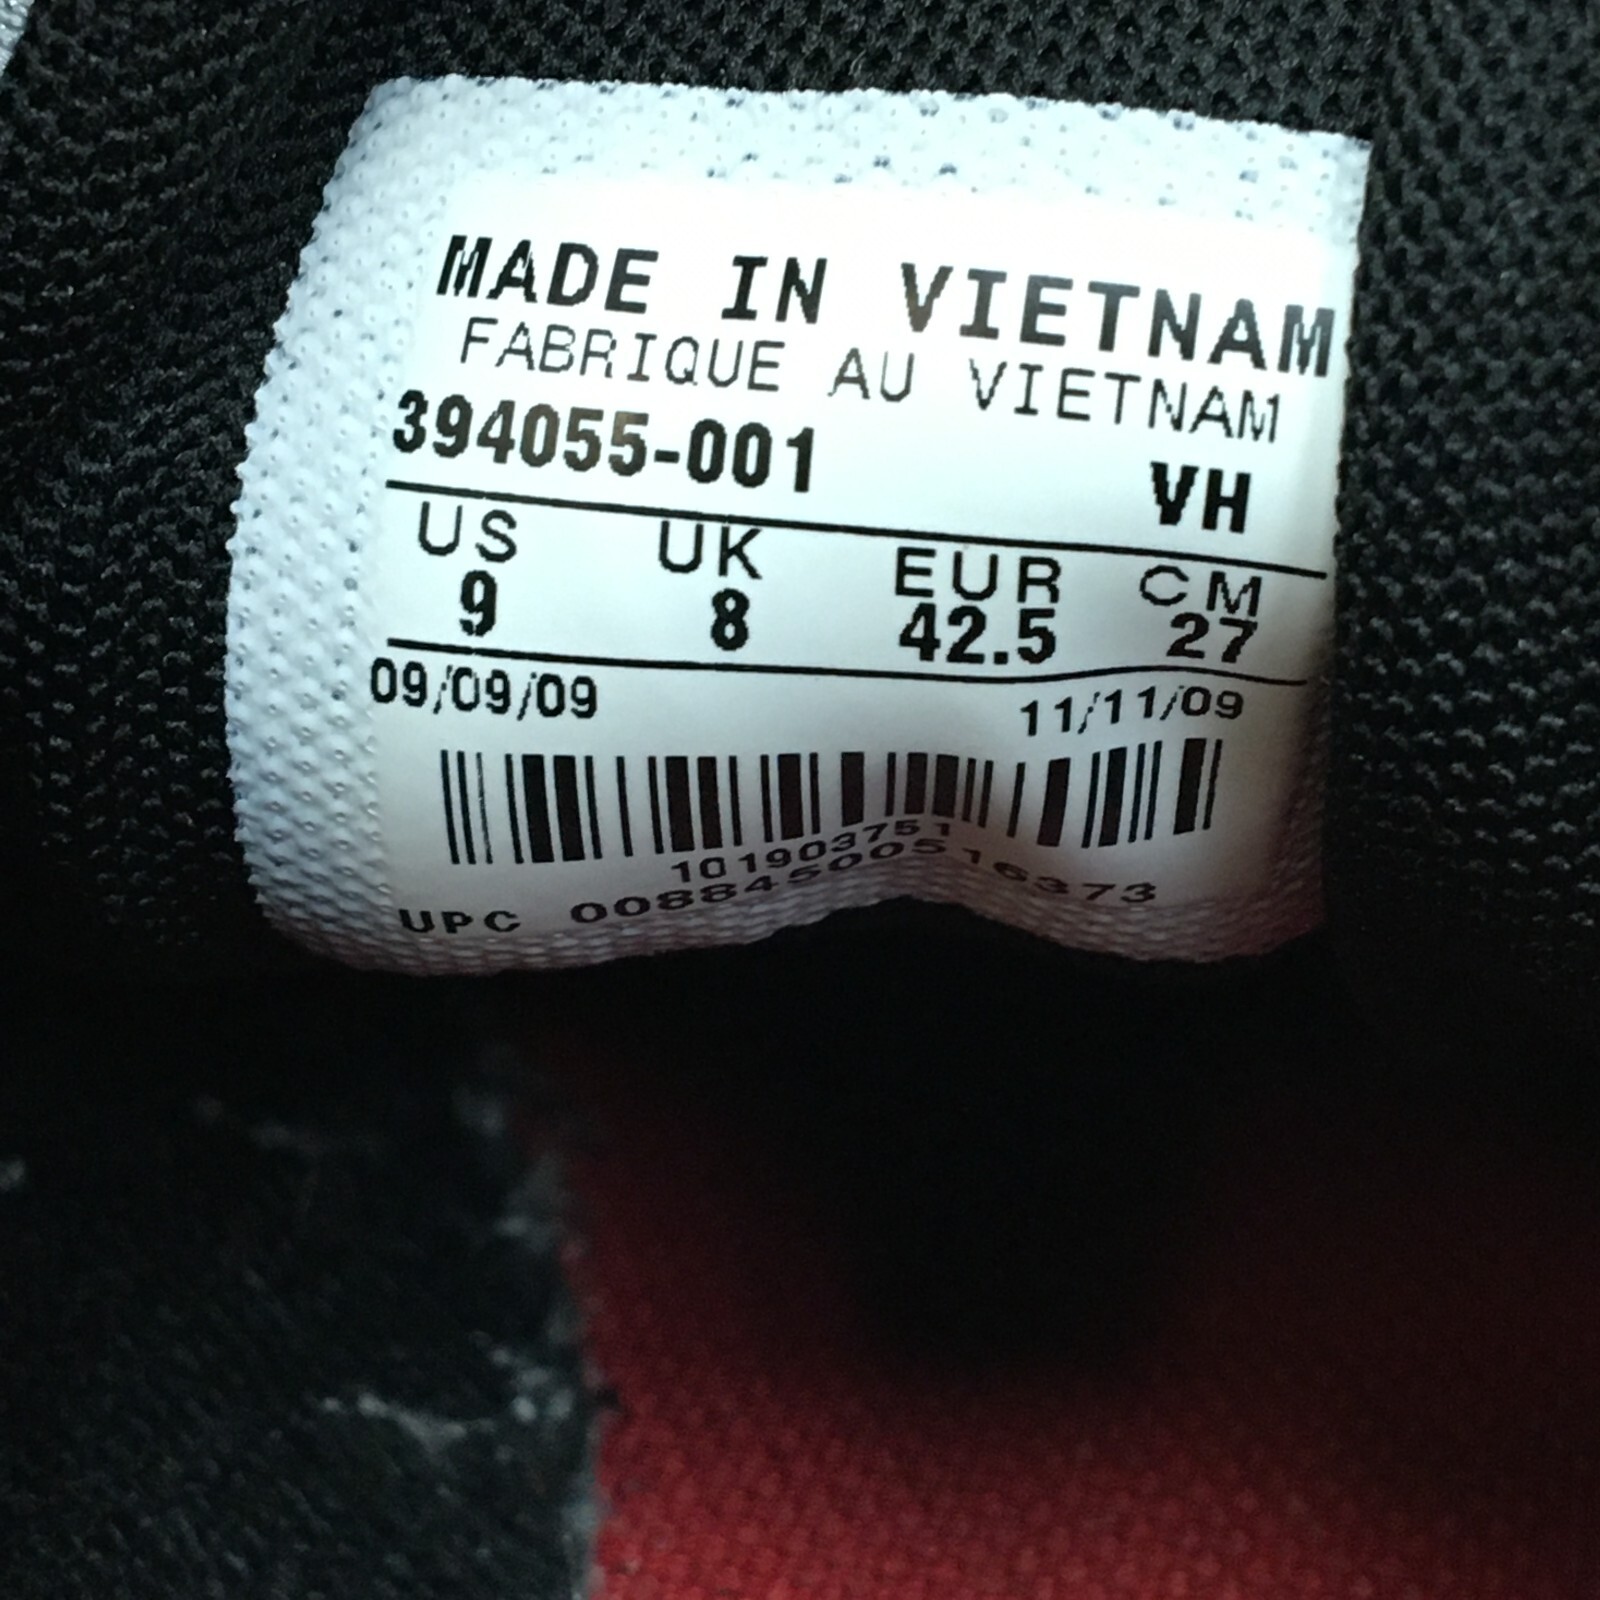 MADE IN VIETNAM
FABRIQUE AU VIETNAM
394055-001 VH
US UK EUR CM
9 8 42.5 27
09/09/09 11/11/09
101903751
UPC 00884500516373